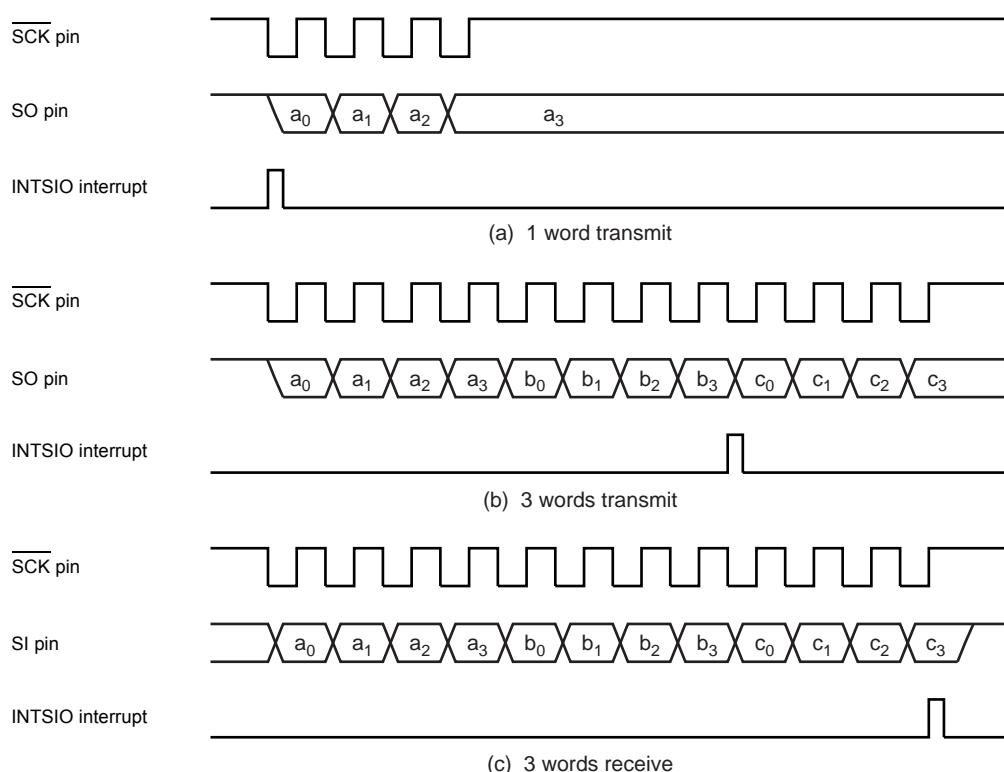 SCK pin
SO pin
a0 a1 a2 a3
INTSIO interrupt
(a) 1 word transmit
SCK pin
SO pin
a0 a1 a2 a3 b0 b1 b2 b3 c0 c1 c2 c3
INTSIO interrupt
(b) 3 words transmit
SCK pin
SI pin
a0 a1 a2 a3 b0 b1 b2 b3 c0 c1 c2 c3
INTSIO interrupt
(c) 3 words receive